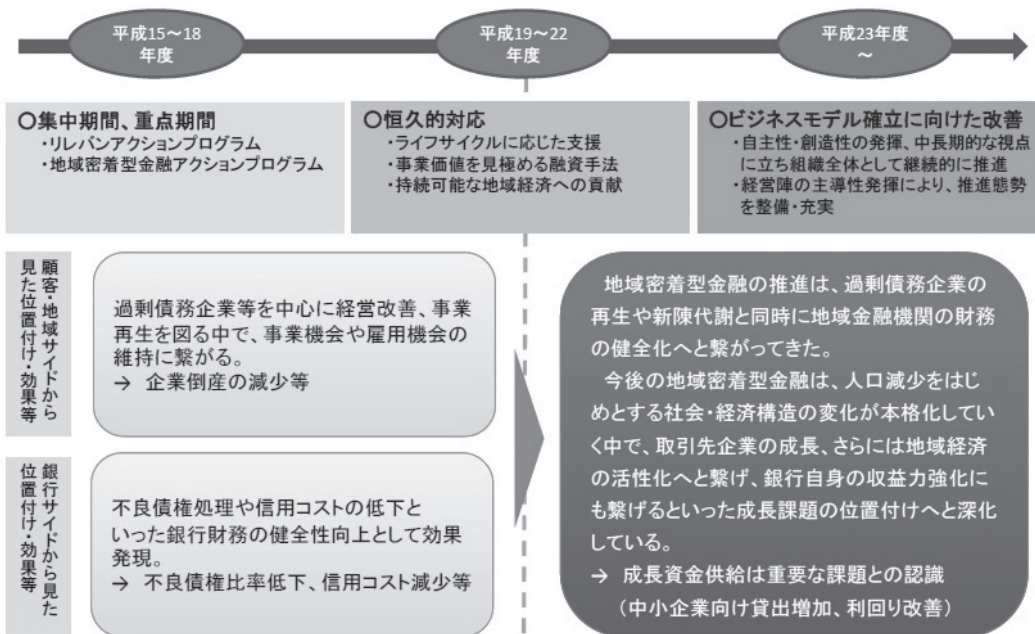 平成15～18
年度
平成19～22
年度
平成23年度
～
○集中期間、重点期間
・リレバンアクションプログラム
・地域密着型金融アクションプログラム
○恒久的対応
・ライフサイクルに応じた支援
・事業価値を見極める融資手法
・持続可能な地域経済への貢献
○ビジネスモデル確立に向けた改善
・自主性・創造性の発揮、中長期的な視点
に立ち組織全体として継続的に推進
・経営陣の主導性発揮により、推進態勢
を整備・充実
顧客・地域サイドから
見た位置付け・効果等
過剰債務企業等を中心に経営改善、事業
再生を図る中で、事業機会や雇用機会の
維持に繋がる。
→ 企業倒産の減少等
銀行サイドから見た
位置付け・効果等
不良債権処理や信用コストの低下と
いった銀行財務の健全性向上として効果
発現。
→ 不良債権比率低下、信用コスト減少等
地域密着型金融の推進は、過剰債務企業の
再生や新陳代謝と同時に地域金融機関の財務
の健全化へと繋がってきた。
今後の地域密着型金融は、人口減少をはじ
めとする社会・経済構造の変化が本格化してい
く中で、取引先企業の成長、さらには地域経済
の活性化へと繋げ、銀行自身の収益力強化に
も繋げるといった成長課題の位置付けへと深化
している。
→ 成長資金供給は重要な課題との認識
（中小企業向け貸出増加、利回り改善）